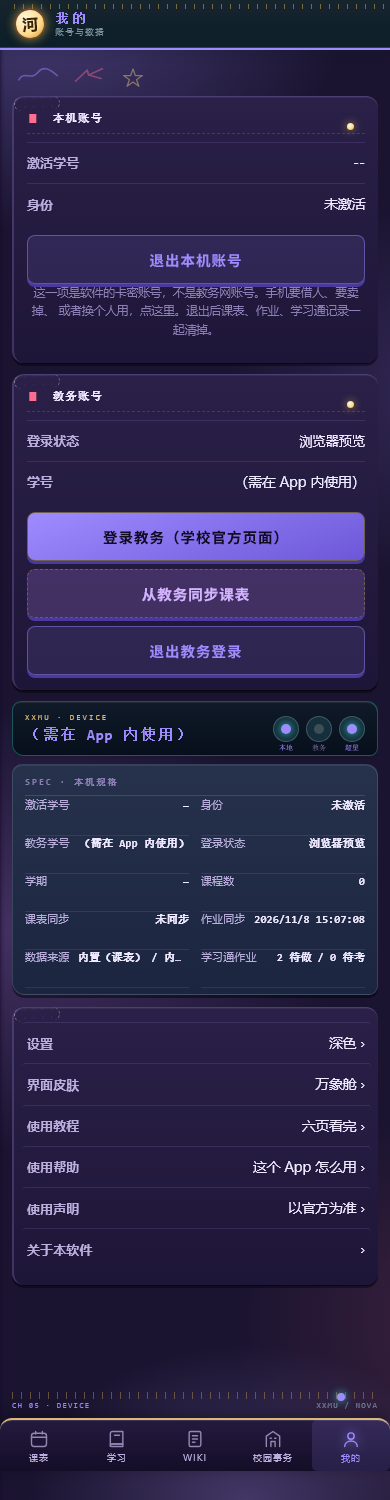 河
我的
账号与数据
本机账号
激活学号 --
身份 未激活
退出本机账号
这一项是软件的卡密账号，不是教务网账号。手机要借人、要卖
掉、 或者换个人用，点这里。退出后课表、作业、学习通记录一
起清掉。
教务账号
登录状态 浏览器预览
学号 （需在 App 内使用）
登录教务（学校官方页面）
从教务同步课表
退出教务登录
XXMU · DEVICE
（需在 App 内使用）
本地 教务 超星
SPEC · 本机规格
激活学号 — 身份 未激活
教务学号 （需在 App 内使用） 登录状态 浏览器预览
学期 — 课程数 0
课表同步 未同步 作业同步 2026/11/8 15:07:08
数据来源 内置（课表） / 内… 学习通作业 2 待做 / 0 待考
设置 深色 ›
界面皮肤 万象舱 ›
使用教程 六页看完 ›
使用帮助 这个 App 怎么用 ›
使用声明 以官方为准 ›
关于本软件 ›
CH 05 · DEVICE XXMU / NOVA
课表 学习 WIKI 校园事务 我的